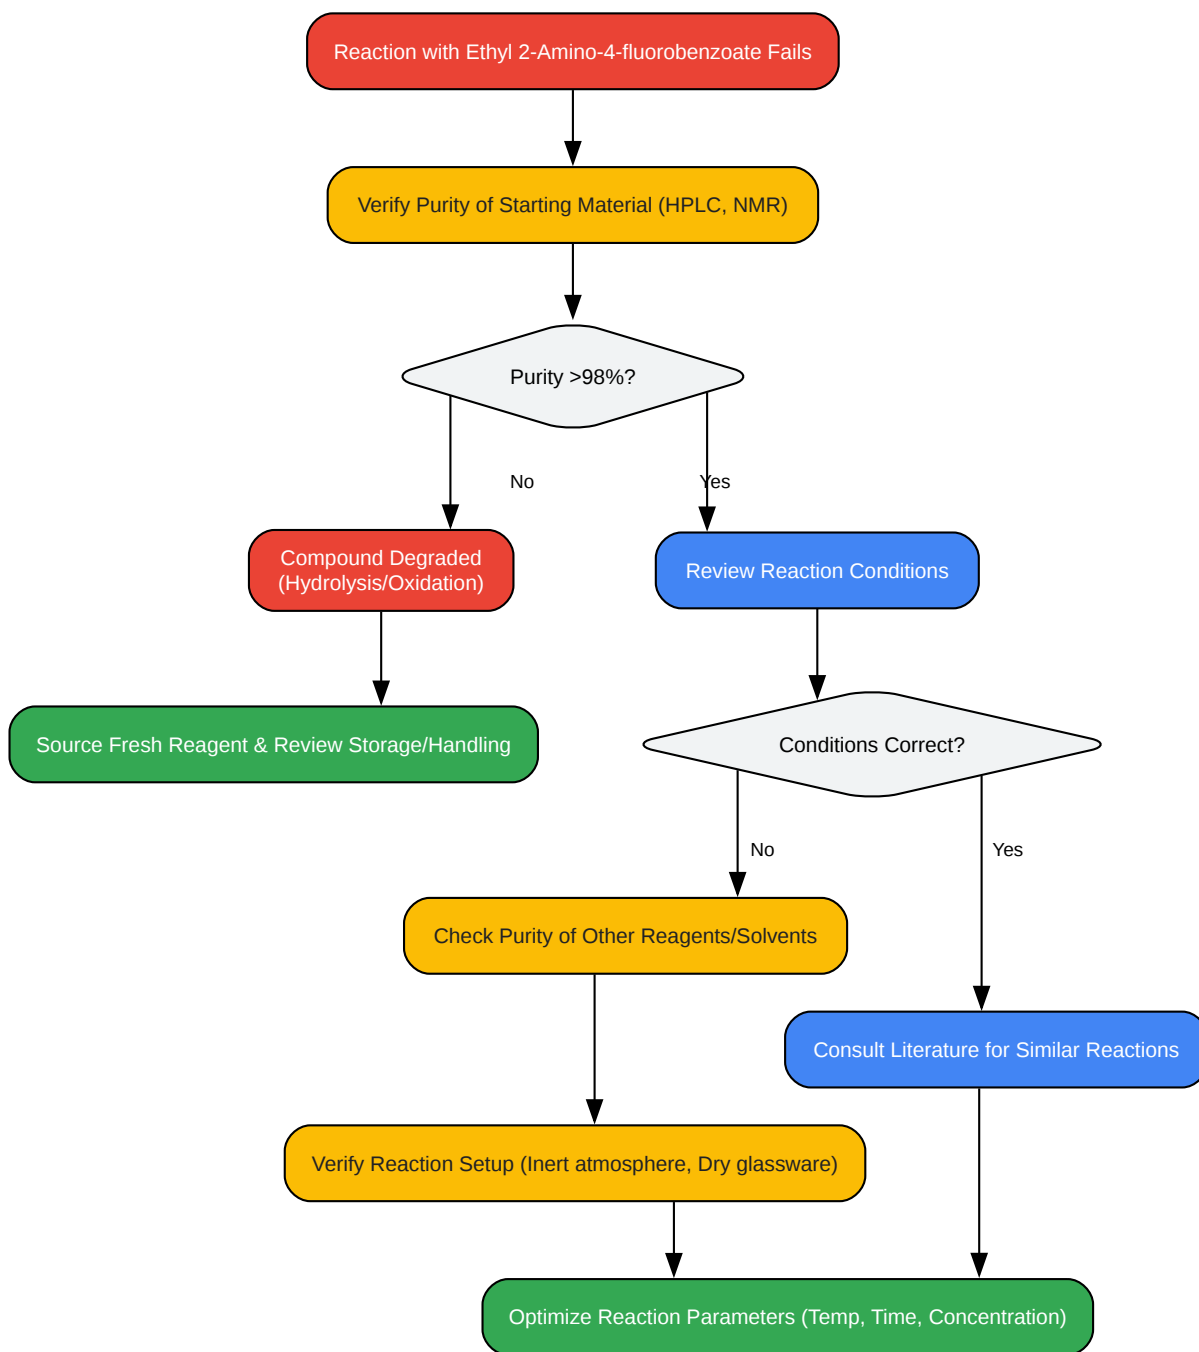 Reaction with Ethyl 2-Amino-4-fluorobenzoate Fails
Verify Purity of Starting Material (HPLC, NMR)
Purity >98%?
No
Yes
Compound Degraded
(Hydrolysis/Oxidation)
Review Reaction Conditions
Source Fresh Reagent & Review Storage/Handling
Conditions Correct?
No
Yes
Check Purity of Other Reagents/Solvents
Consult Literature for Similar Reactions
Verify Reaction Setup (Inert atmosphere, Dry glassware)
Optimize Reaction Parameters (Temp, Time, Concentration)